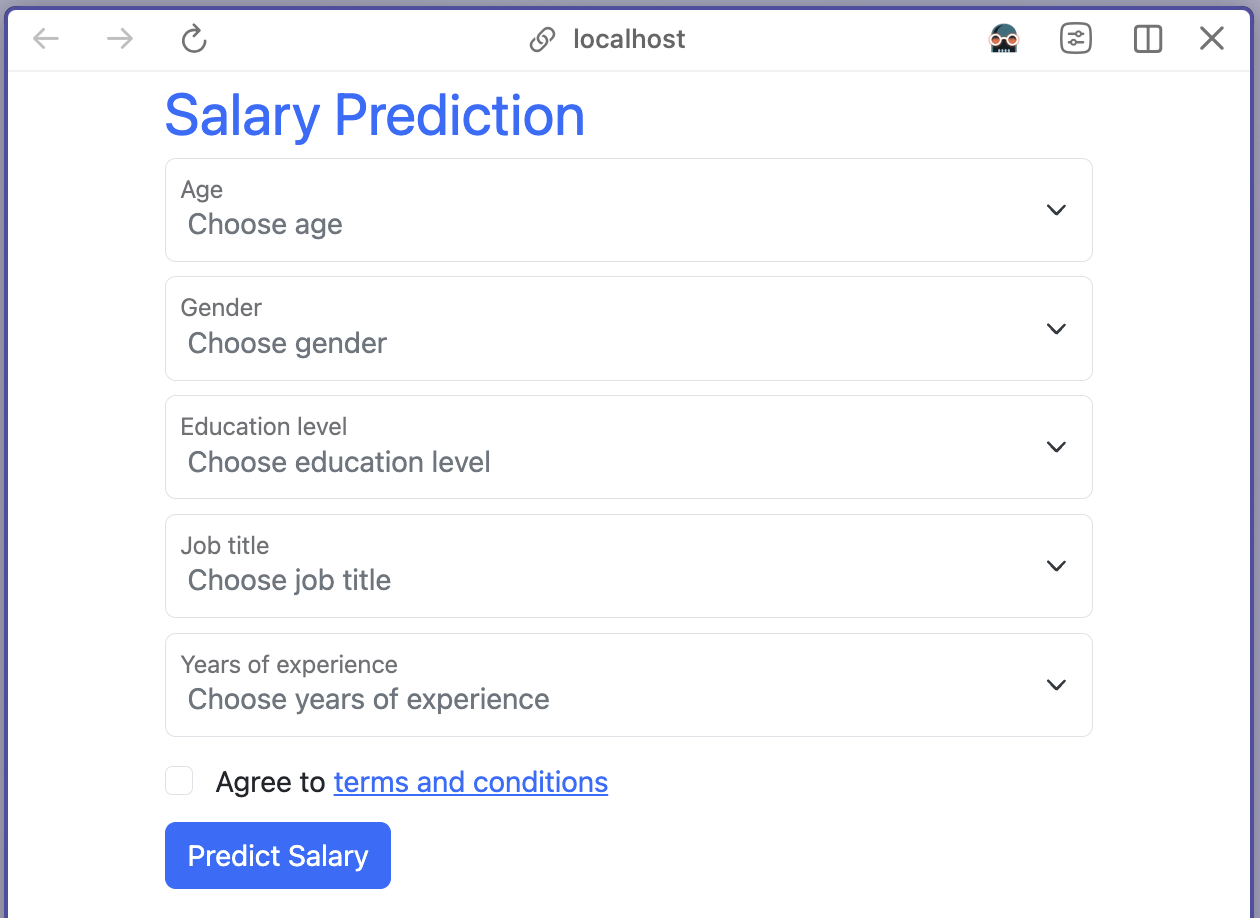 localhost
Salary Prediction
Age
Choose age
Gender
Choose gender
Education level
Choose education level
Job title
Choose job title
Years of experience
Choose years of experience
Agree to terms and conditions
Predict Salary